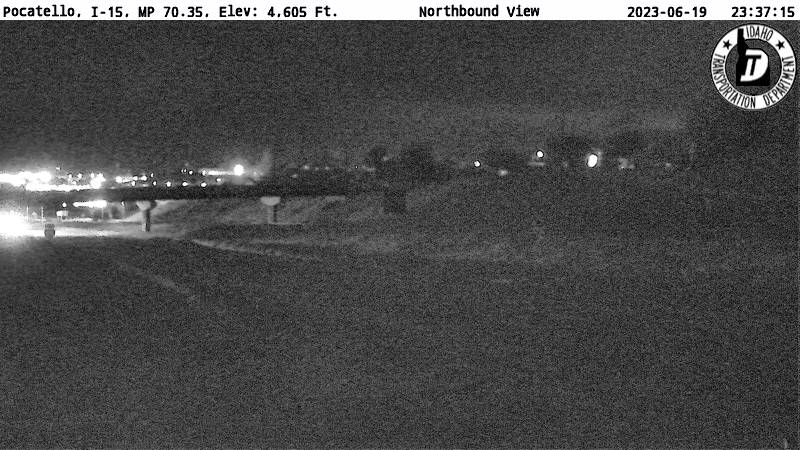 Pocatello, I-15, MP 70.35, Elev: 4,605 Ft. Northbound View 2023-06-19 23:37:15
IDAHO
TRANSPORTATION DEPARTMENT